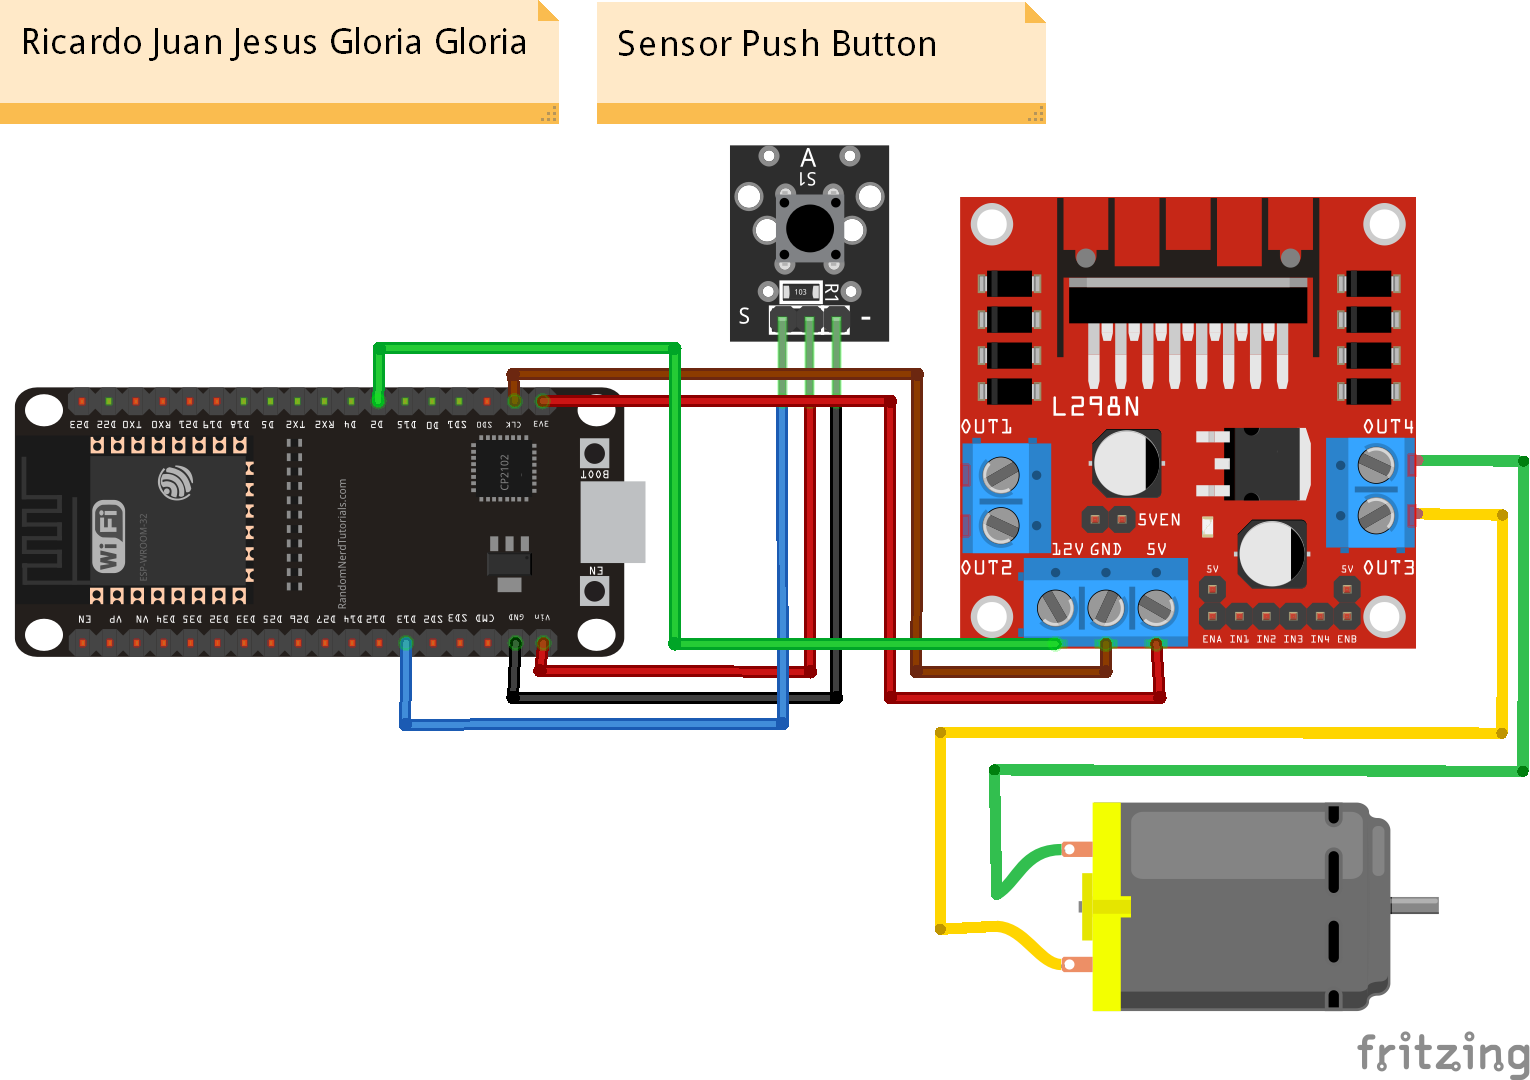 Ricardo Juan Jesus Gloria Gloria
Sensor Push Button
A
S1
103
R1
S -
L298N
OUT1
OUT4
5VEN
12V GND 5V
OUT2
OUT3
5V 5V
ENA IN1 IN2 IN3 IN4 ENB
D23 D22 TX0 RX0 D21 D19 D18 D5 TX2 RX2 D4 D2 D15 D0 SD1 SD0 CLK 3V3
BOOT
CP2102
WiFi
ESP-WROOM-32
RandomNerdTutorials.com
EN
EN VP VN D34 D35 D32 D33 D25 D26 D27 D14 D12 D13 SD2 SD3 CMD GND Vin
fritzing